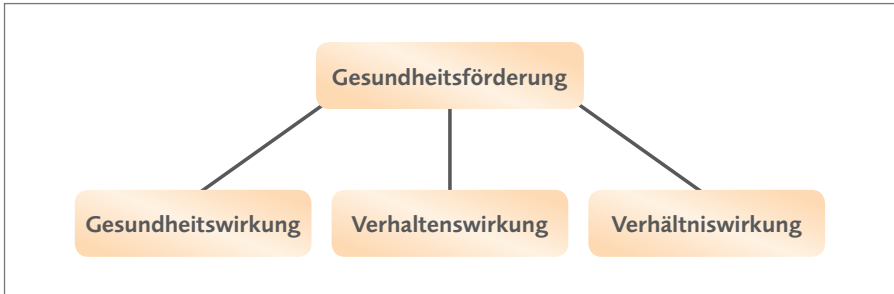 Gesundheitsförderung
Gesundheitswirkung
Verhaltenswirkung
Verhältniswirkung